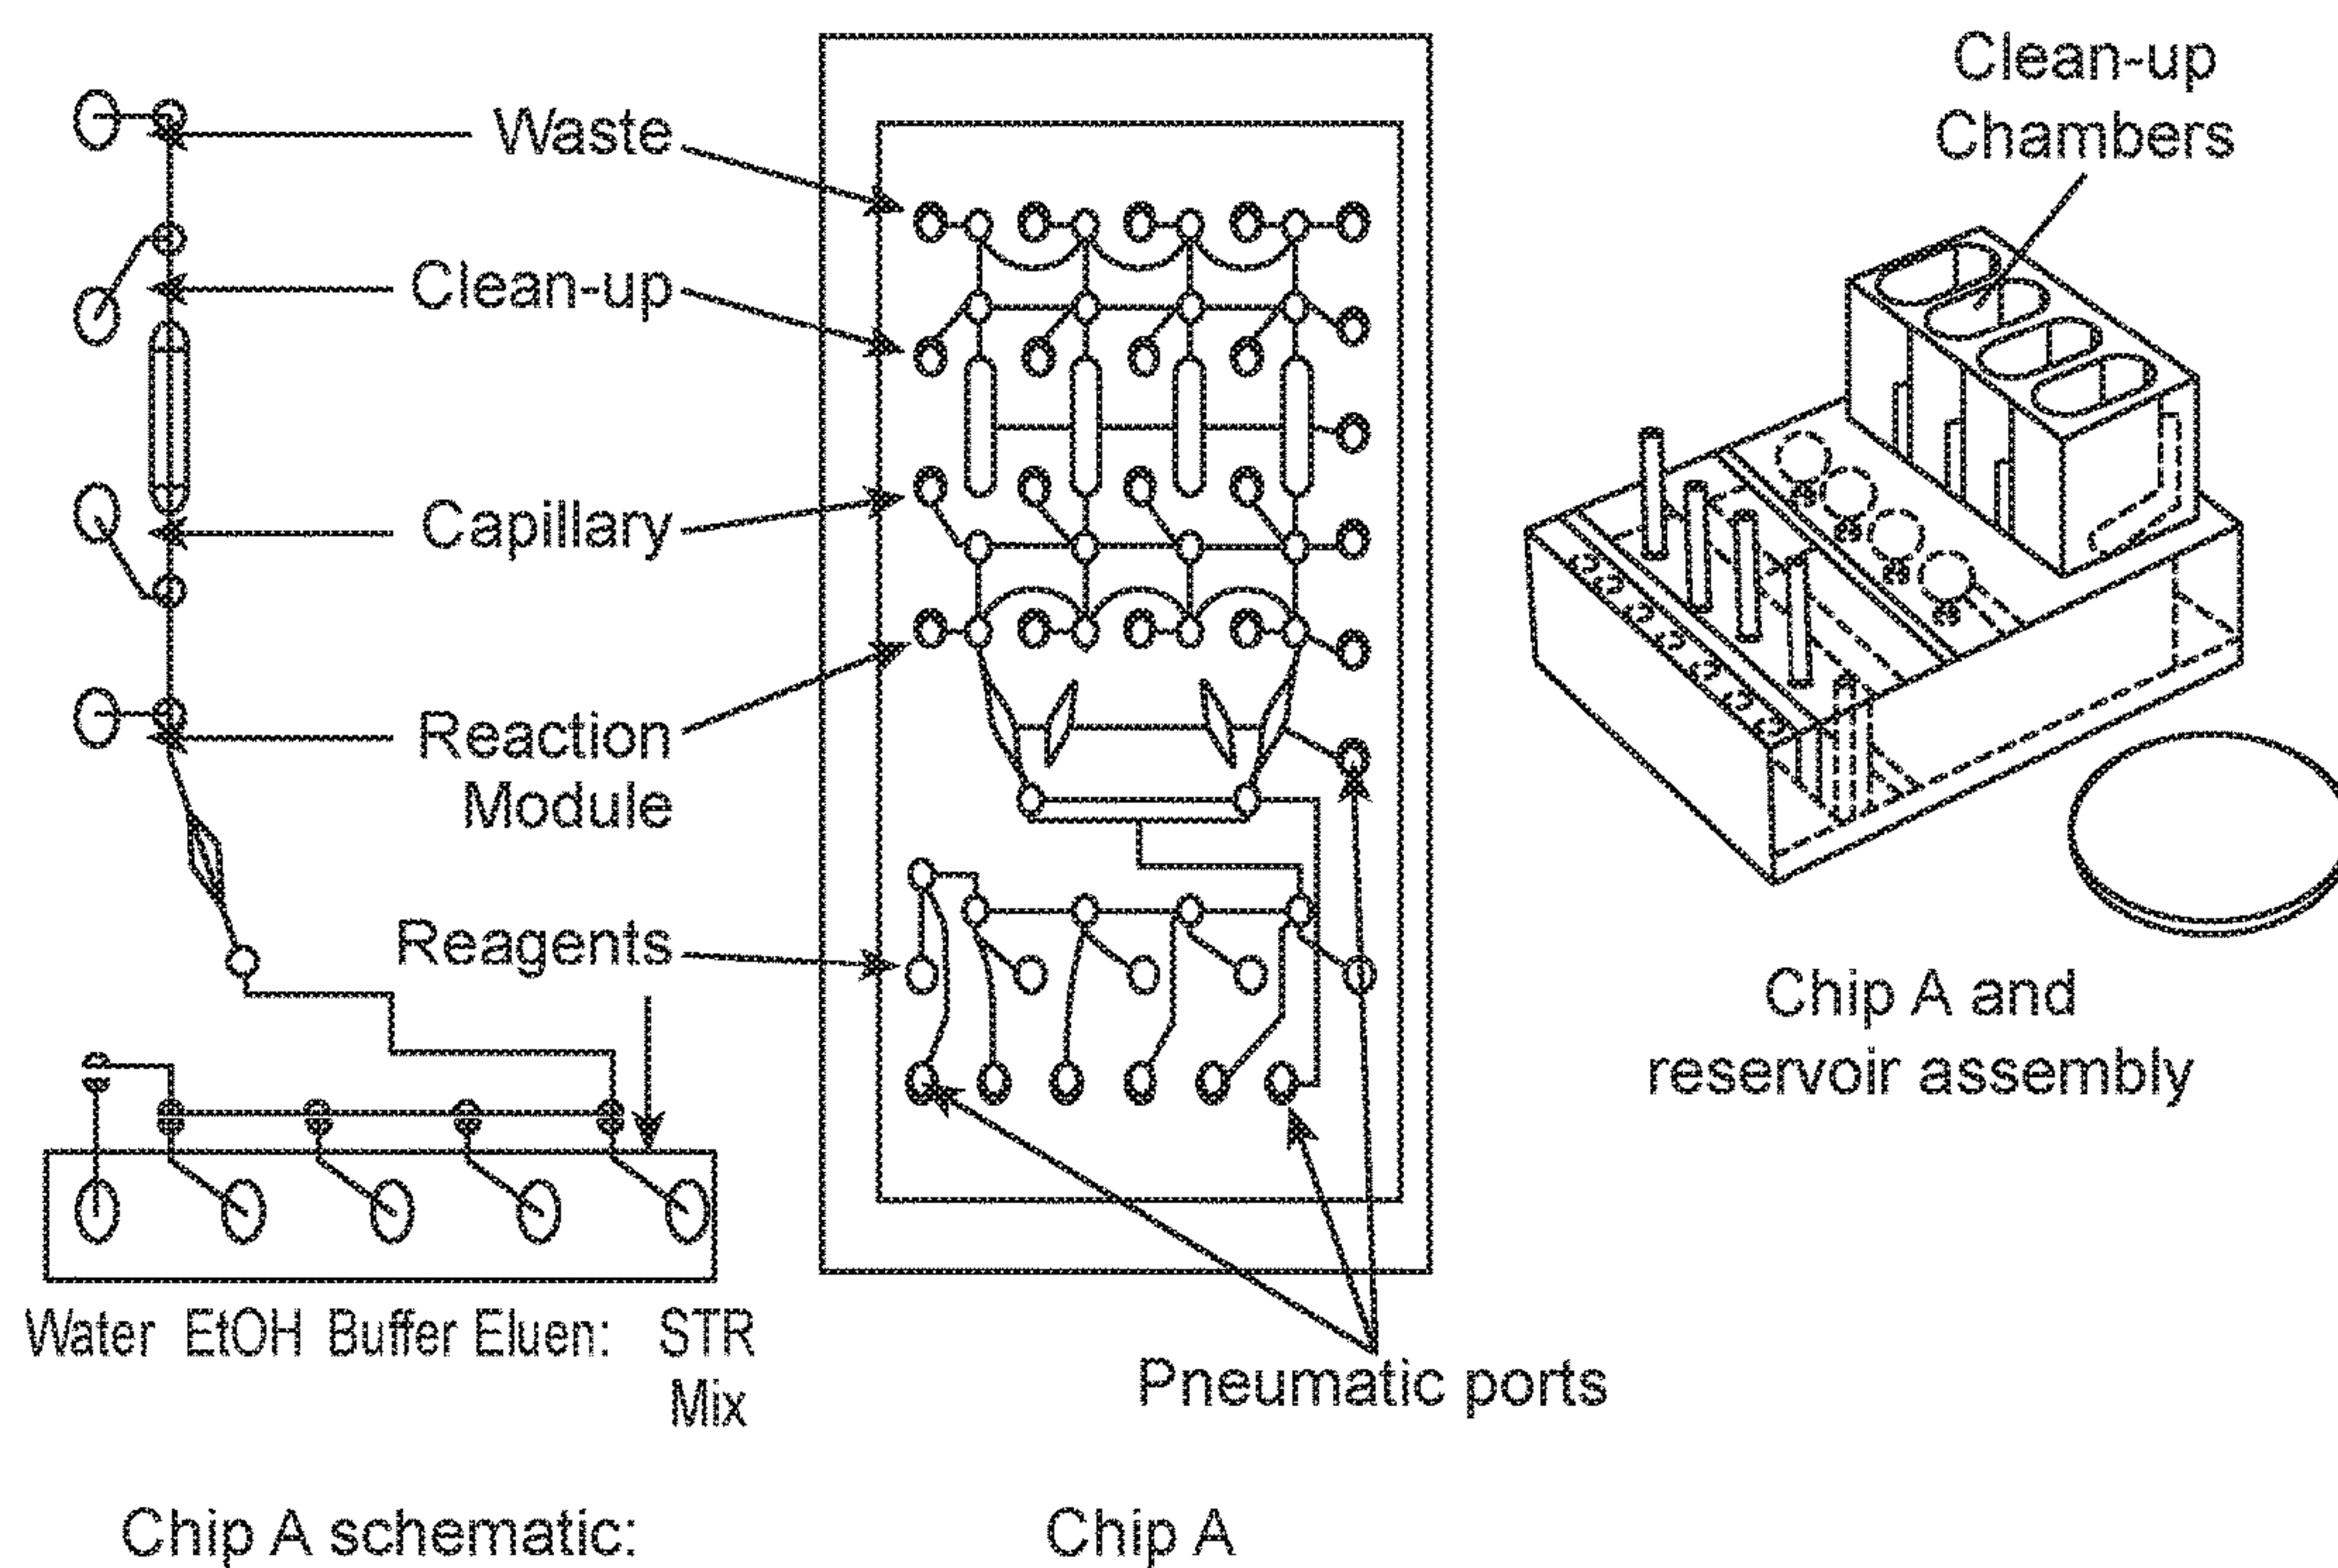 Waste
Clean-up
Capillary
Reaction
Module
Reagents
Water EtOH Buffer Eluen: STR
Mix
Chip A schematic:
Pneumatic ports
Chip A
Clean-up
Chambers
Chip A and
reservoir assembly